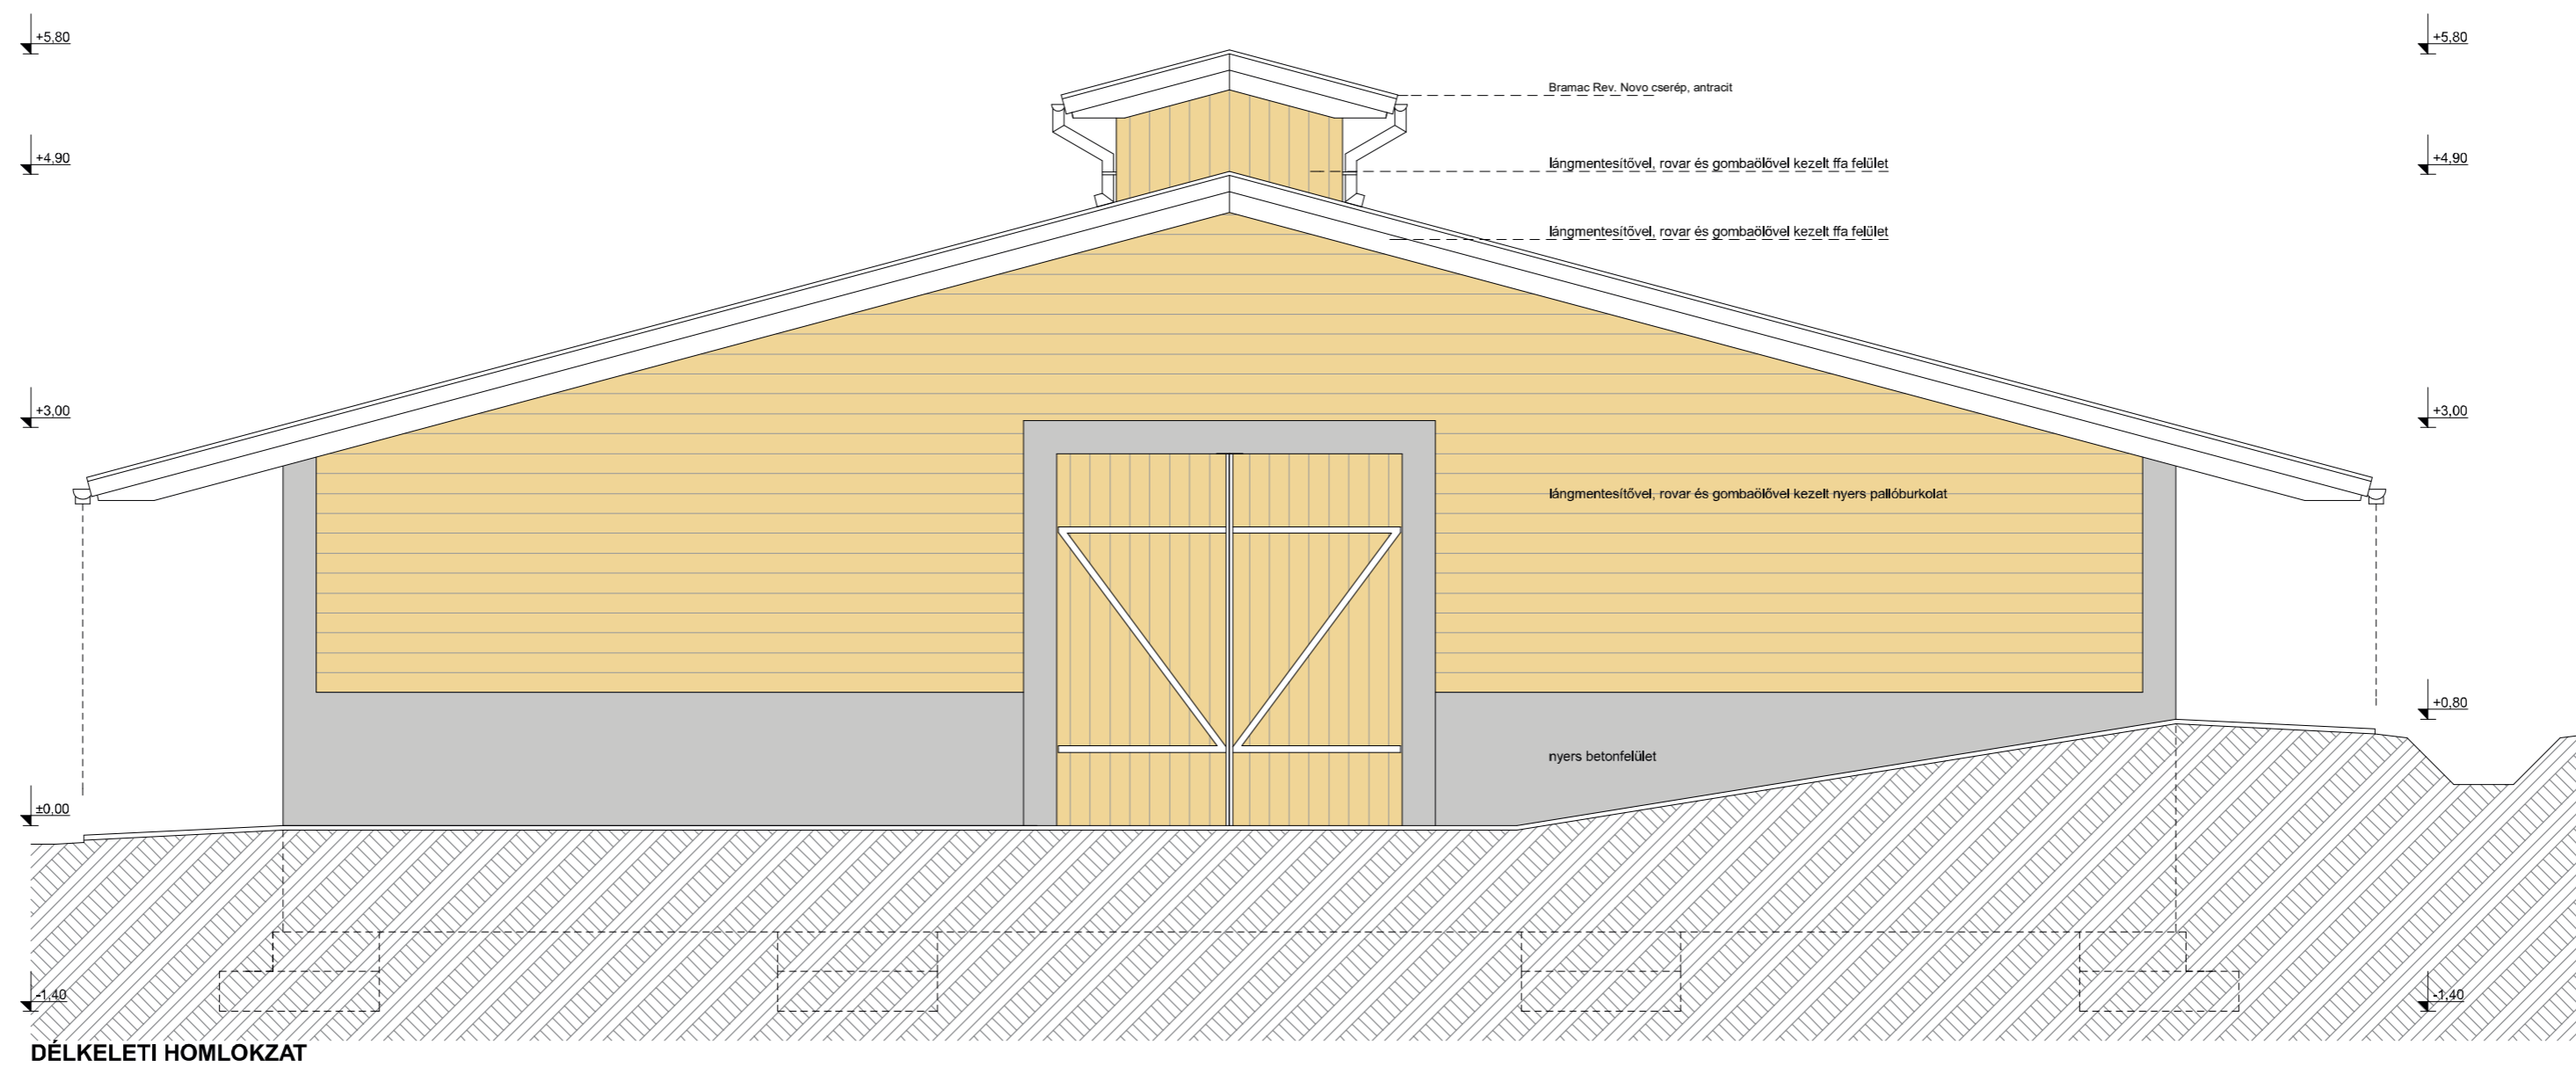 +5,80
+5,80
Bramac Rev. Novo cserép, antracit
+4,90
lángmentesítővel, rovar és gombaölővel kezelt ffa felület
+4,90
lángmentesítővel, rovar és gombaölővel kezelt ffa felület
+3,00
+3,00
lángmentesítővel, rovar és gombaölővel kezelt nyers pallóburkolat
+0,80
nyers betonfelület
±0,00
-1,40
-1,40
DÉLKELETI HOMLOKZAT